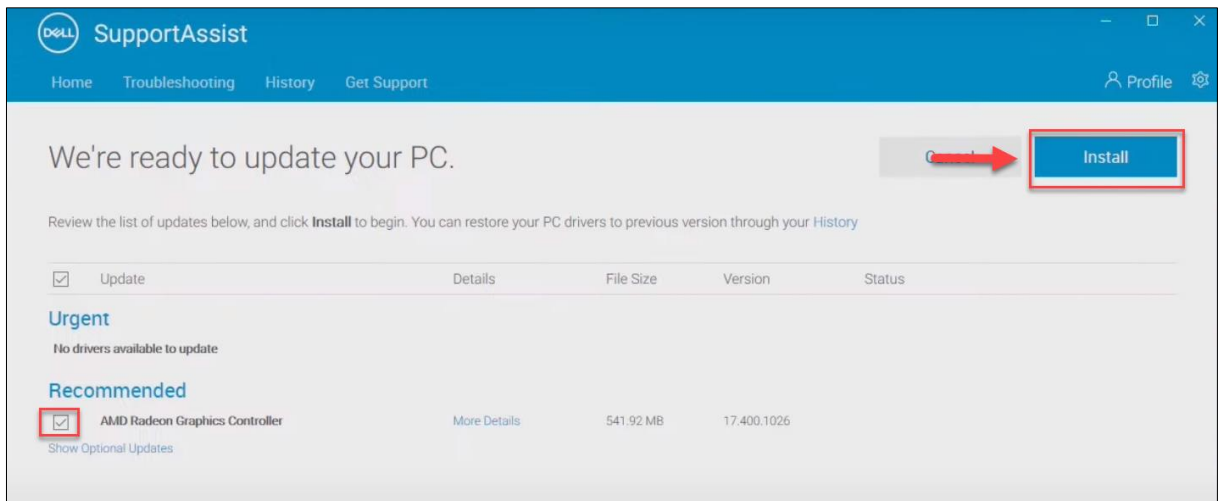 DELL SupportAssist
Home Troubleshooting History Get Support Profile
We're ready to update your PC.
Install
Review the list of updates below, and click Install to begin. You can restore your PC drivers to previous version through your History
Update Details File Size Version Status
Urgent
No drivers available to update
Recommended
AMD Radeon Graphics Controller More Details 541.92 MB 17.400.1026
Show Optional Updates